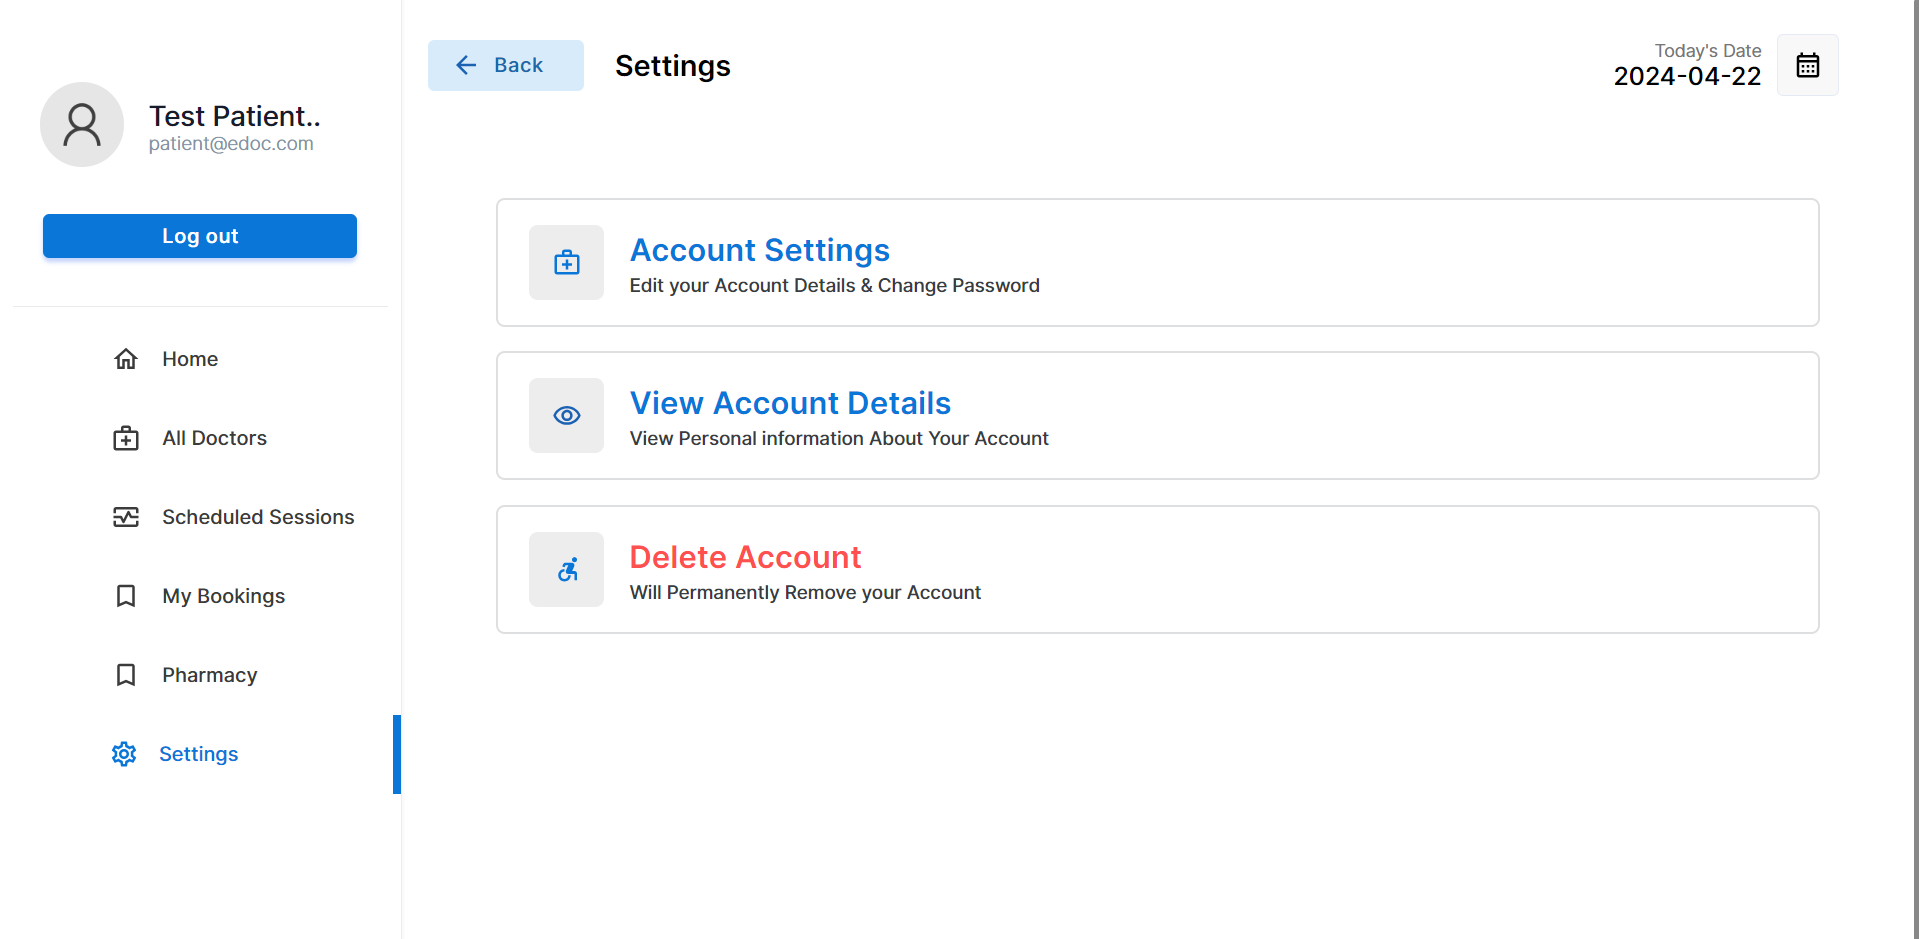 Test Patient..
patient@edoc.com
Log out
Home
All Doctors
Scheduled Sessions
My Bookings
Pharmacy
Settings
Back
Settings
Today's Date
2024-04-22
Account Settings
Edit your Account Details & Change Password
View Account Details
View Personal information About Your Account
Delete Account
Will Permanently Remove your Account